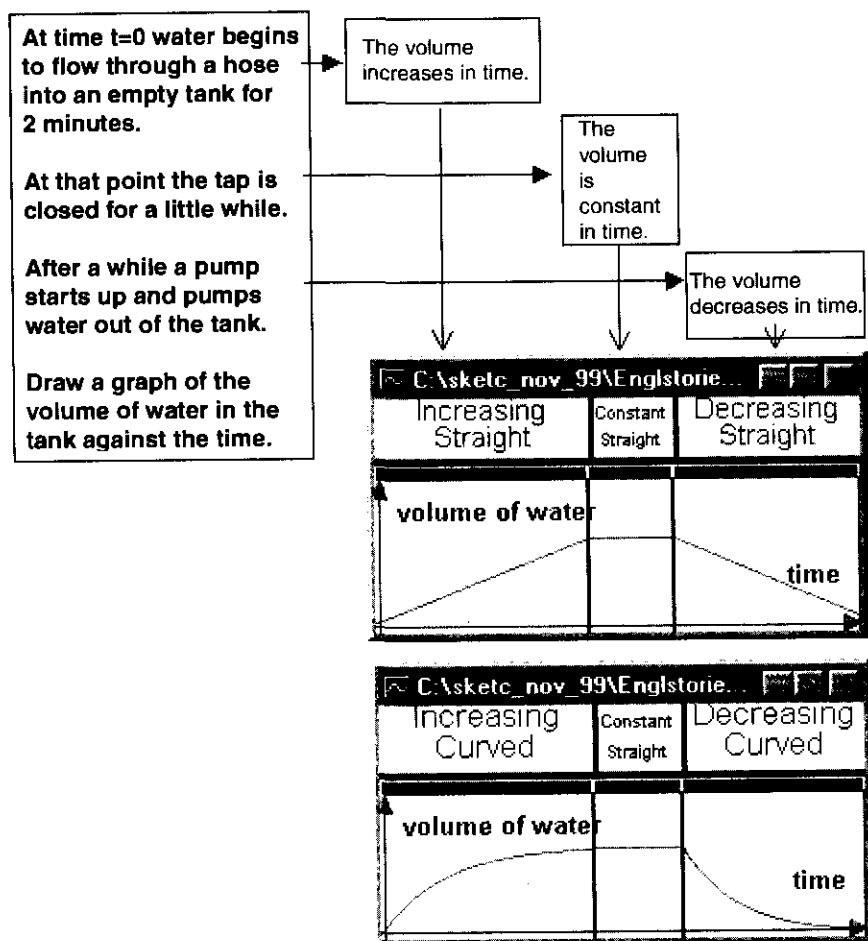 At time t=0 water begins
to flow through a hose
into an empty tank for
2 minutes.
At that point the tap is
closed for a little while.
After a while a pump
starts up and pumps
water out of the tank.
Draw a graph of the
volume of water in the
tank against the time.
The volume
increases in time.
The
volume
is
constant
in time.
The volume
decreases in time.
C:\sketc_nov_99\Englstorie...
Increasing
Straight
Constant
Straight
Decreasing
Straight
volume of water
time
C:\sketc_nov_99\Englstorie...
Increasing
Curved
Constant
Straight
Decreasing
Curved
volume of water
time